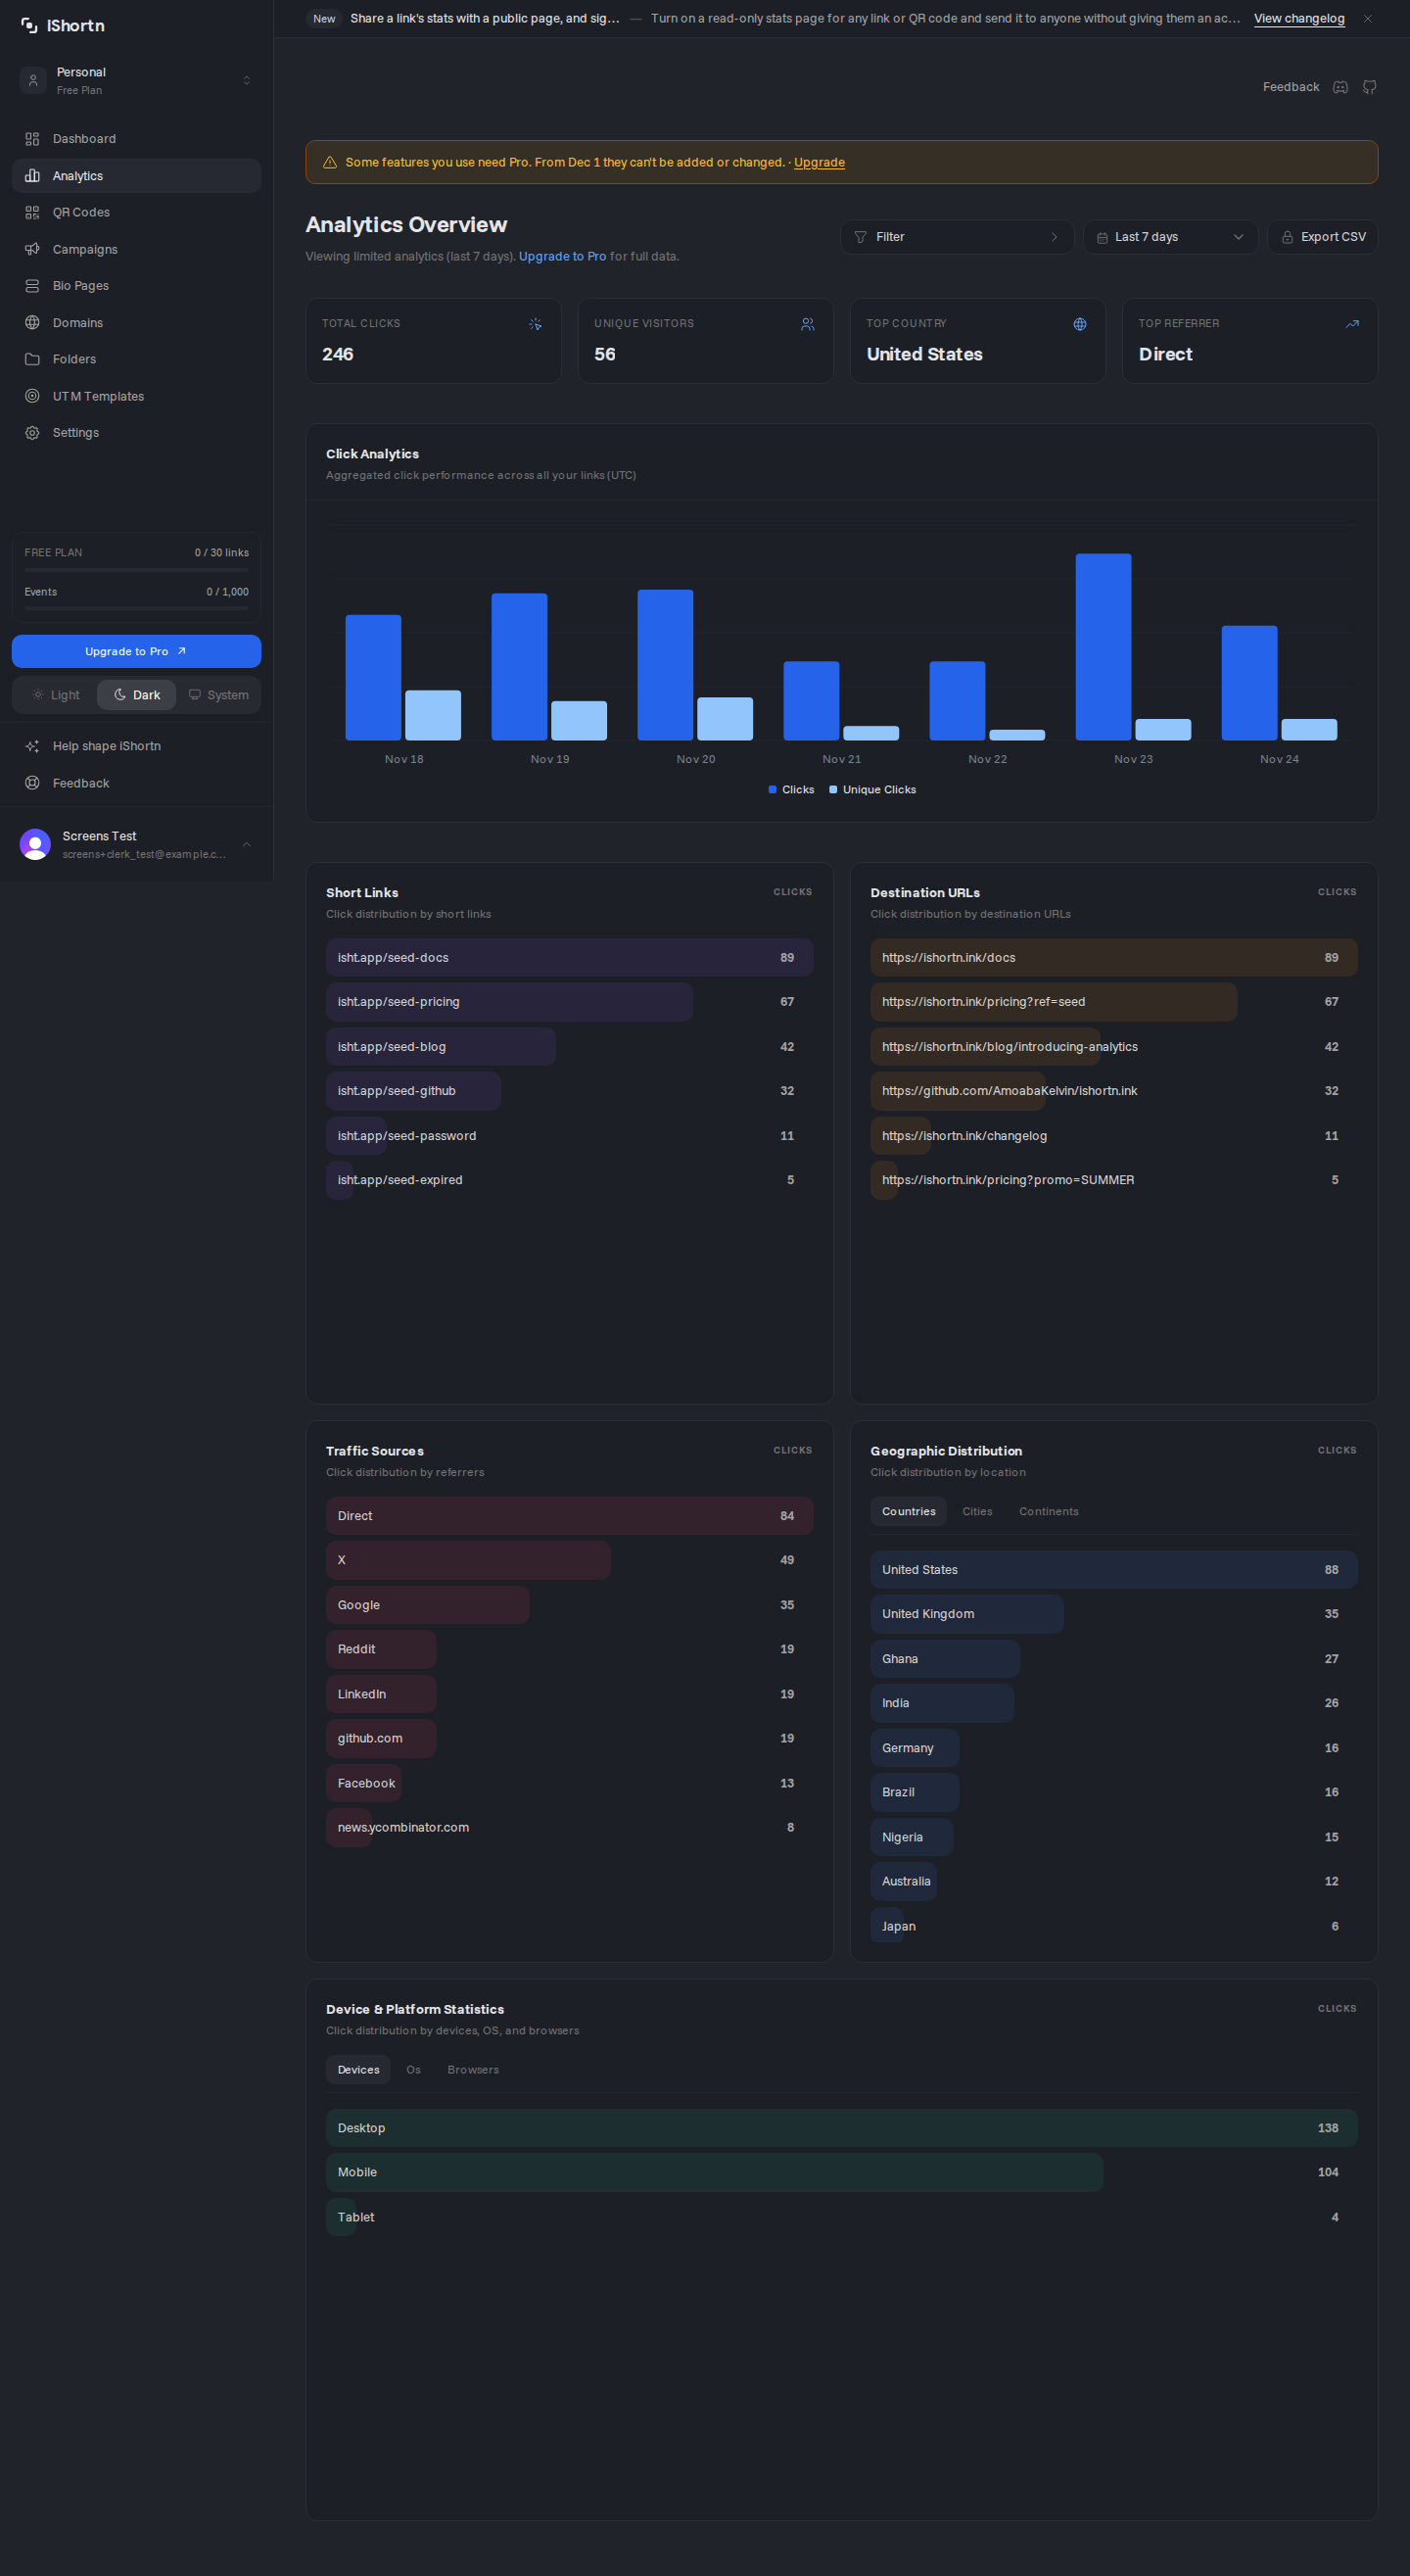 iShortn
Personal
Free Plan
Dashboard
Analytics
QR Codes
Campaigns
Bio Pages
Domains
Folders
UTM Templates
Settings
FREE PLAN 0 / 30 links
Events 0 / 1,000
Upgrade to Pro
Light Dark System
Help shape iShortn
Feedback
Screens Test
screens+clerk_test@example.c...
New Share a link's stats with a public page, and sig... — Turn on a read-only stats page for any link or QR code and send it to anyone without giving them an ac... View changelog
Feedback
Some features you use need Pro. From Dec 1 they can't be added or changed. · Upgrade
Analytics Overview
Viewing limited analytics (last 7 days). Upgrade to Pro for full data.
Filter
Last 7 days
Export CSV
TOTAL CLICKS
246
UNIQUE VISITORS
56
TOP COUNTRY
United States
TOP REFERRER
Direct
Click Analytics
Aggregated click performance across all your links (UTC)
Nov 18 Nov 19 Nov 20 Nov 21 Nov 22 Nov 23 Nov 24
Clicks Unique Clicks
Short Links CLICKS
Click distribution by short links
isht.app/seed-docs 89
isht.app/seed-pricing 67
isht.app/seed-blog 42
isht.app/seed-github 32
isht.app/seed-password 11
isht.app/seed-expired 5
Destination URLs CLICKS
Click distribution by destination URLs
https://ishortn.ink/docs 89
https://ishortn.ink/pricing?ref=seed 67
https://ishortn.ink/blog/introducing-analytics 42
https://github.com/AmoabaKelvin/ishortn.ink 32
https://ishortn.ink/changelog 11
https://ishortn.ink/pricing?promo=SUMMER 5
Traffic Sources CLICKS
Click distribution by referrers
Direct 84
X 49
Google 35
Reddit 19
LinkedIn 19
github.com 19
Facebook 13
news.ycombinator.com 8
Geographic Distribution CLICKS
Click distribution by location
Countries Cities Continents
United States 88
United Kingdom 35
Ghana 27
India 26
Germany 16
Brazil 16
Nigeria 15
Australia 12
Japan 6
Device & Platform Statistics CLICKS
Click distribution by devices, OS, and browsers
Devices Os Browsers
Desktop 138
Mobile 104
Tablet 4